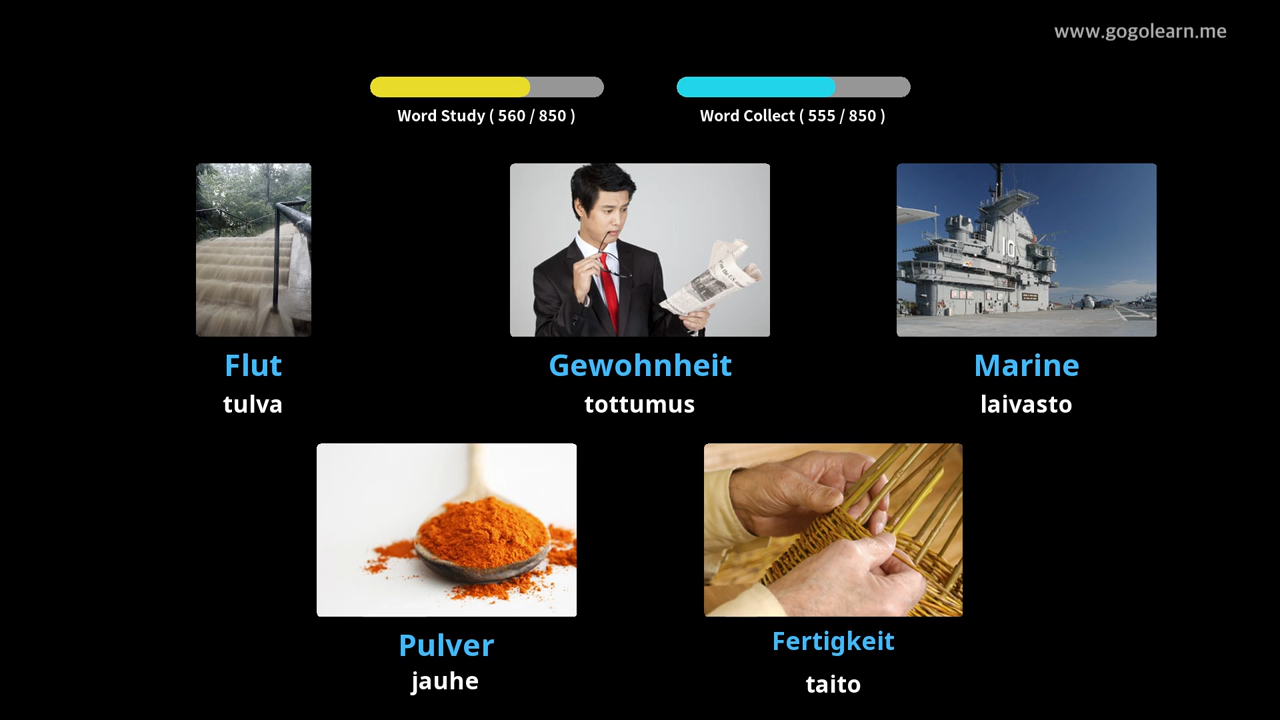 www.gogolearn.me
Word Study ( 560 / 850 )
Word Collect ( 555 / 850 )
Flut
tulva
Gewohnheit
tottumus
Marine
laivasto
Pulver
jauhe
Fertigkeit
taito